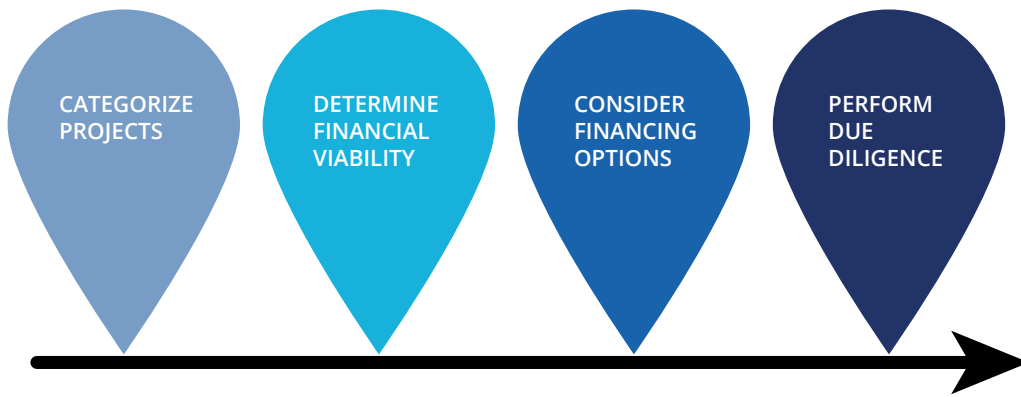 CATEGORIZE
PROJECTS
DETERMINE
FINANCIAL
VIABILITY
CONSIDER
FINANCING
OPTIONS
PERFORM
DUE
DILIGENCE